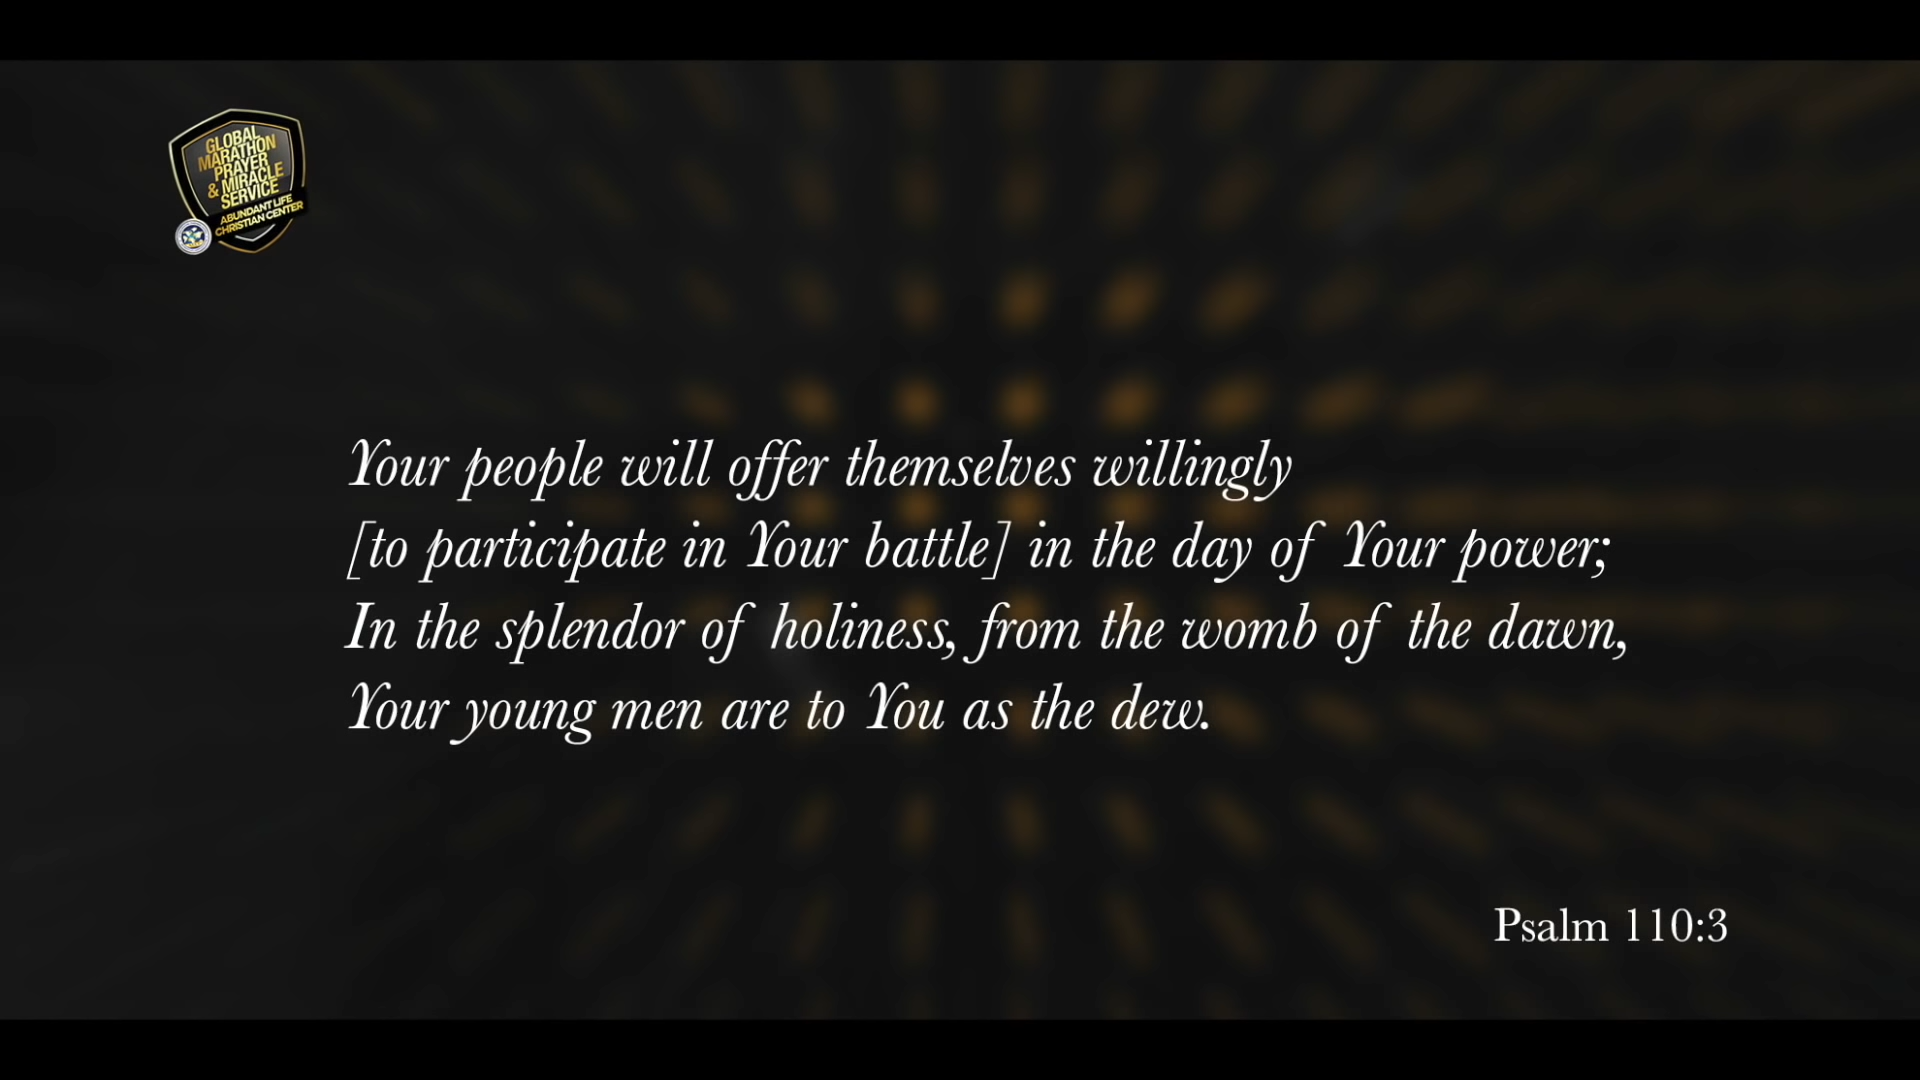 GLOBAL
MARATHON
PRAYER
& MIRACLE
SERVICE
ABUNDANT LIFE
CHRISTIAN CENTER
Your people will offer themselves willingly
[to participate in Your battle] in the day of Your power;
In the splendor of holiness, from the womb of the dawn,
Your young men are to You as the dew.
Psalm 110:3